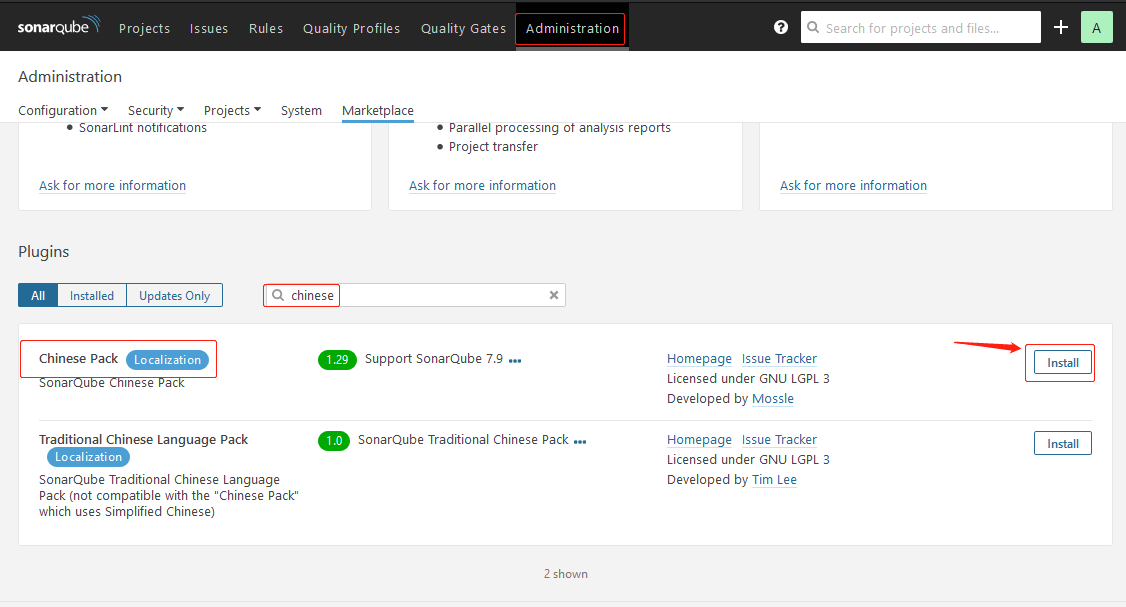 sonarqube Projects Issues Rules Quality Profiles Quality Gates Administration ? Search for projects and files... + A
Administration
Configuration Security Projects System Marketplace
• SonarLint notifications
• Parallel processing of analysis reports
• Project transfer
Ask for more information
Ask for more information
Ask for more information
Plugins
All Installed Updates Only chinese
Chinese Pack Localization
SonarQube Chinese Pack
1.29 Support SonarQube 7.9 •••
Homepage Issue Tracker
Licensed under GNU LGPL 3
Developed by Mossle
Install
Traditional Chinese Language Pack
Localization
SonarQube Traditional Chinese Language
Pack (not compatible with the "Chinese Pack"
which uses Simplified Chinese)
1.0 SonarQube Traditional Chinese Pack •••
Homepage Issue Tracker
Licensed under GNU LGPL 3
Developed by Tim Lee
Install
2 shown